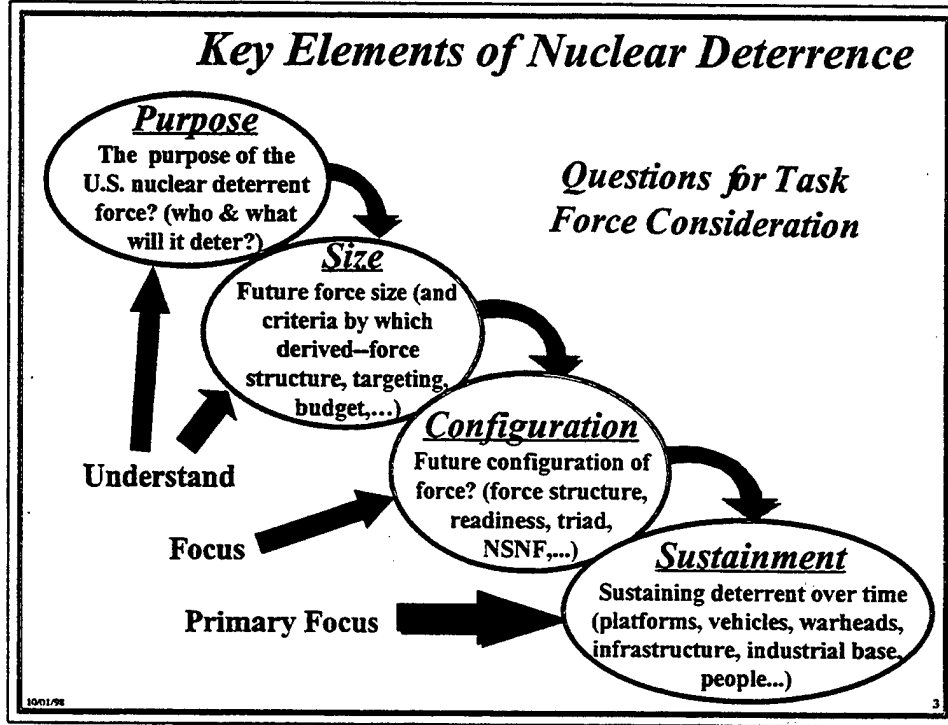 Key Elements of Nuclear Deterrence
Purpose
The purpose of the
U.S. nuclear deterrent
force? (who & what
will it deter?)
Questions for Task
Force Consideration
Size
Future force size (and
criteria by which
derived--force
structure, targeting,
budget,...)
Understand
Configuration
Future configuration of
force? (force structure,
readiness, triad,
NSNF,...)
Focus
Sustainment
Sustaining deterrent over time
(platforms, vehicles, warheads,
infrastructure, industrial base,
people...)
Primary Focus
10/01/98
3